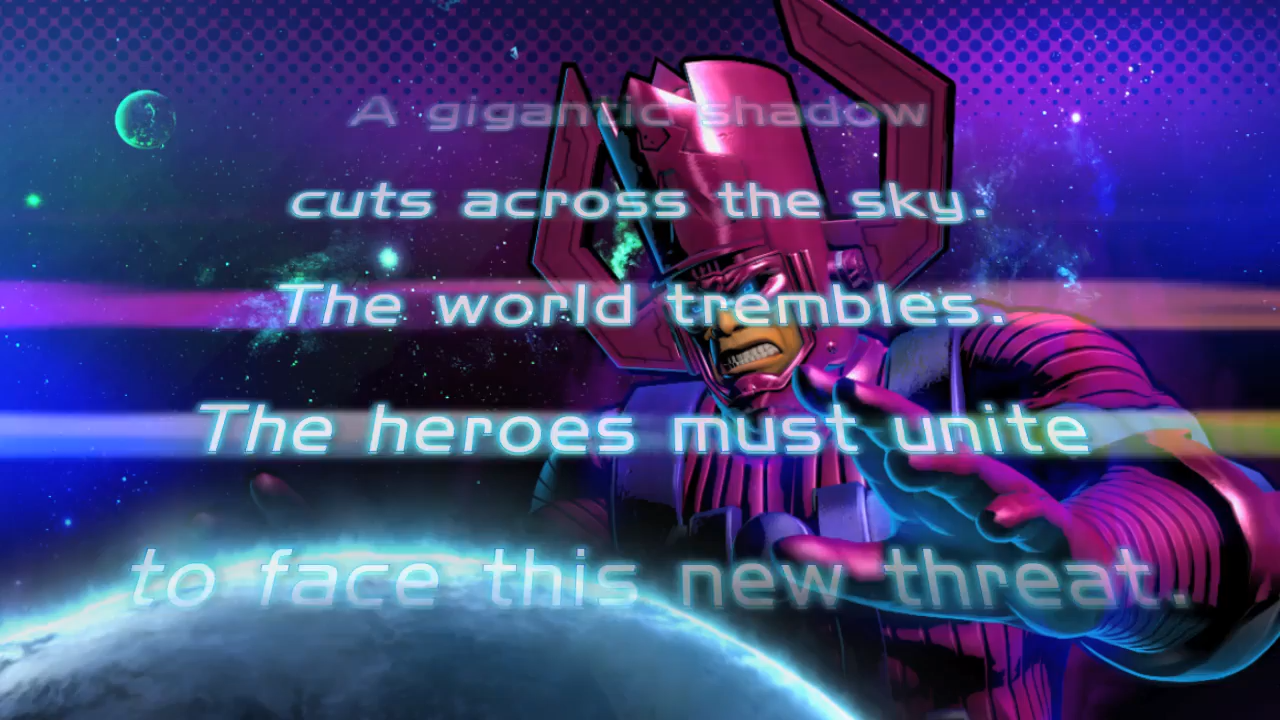 A gigantic shadow
cuts across the sky.
The world trembles.
The heroes must unite
to face this new threat.